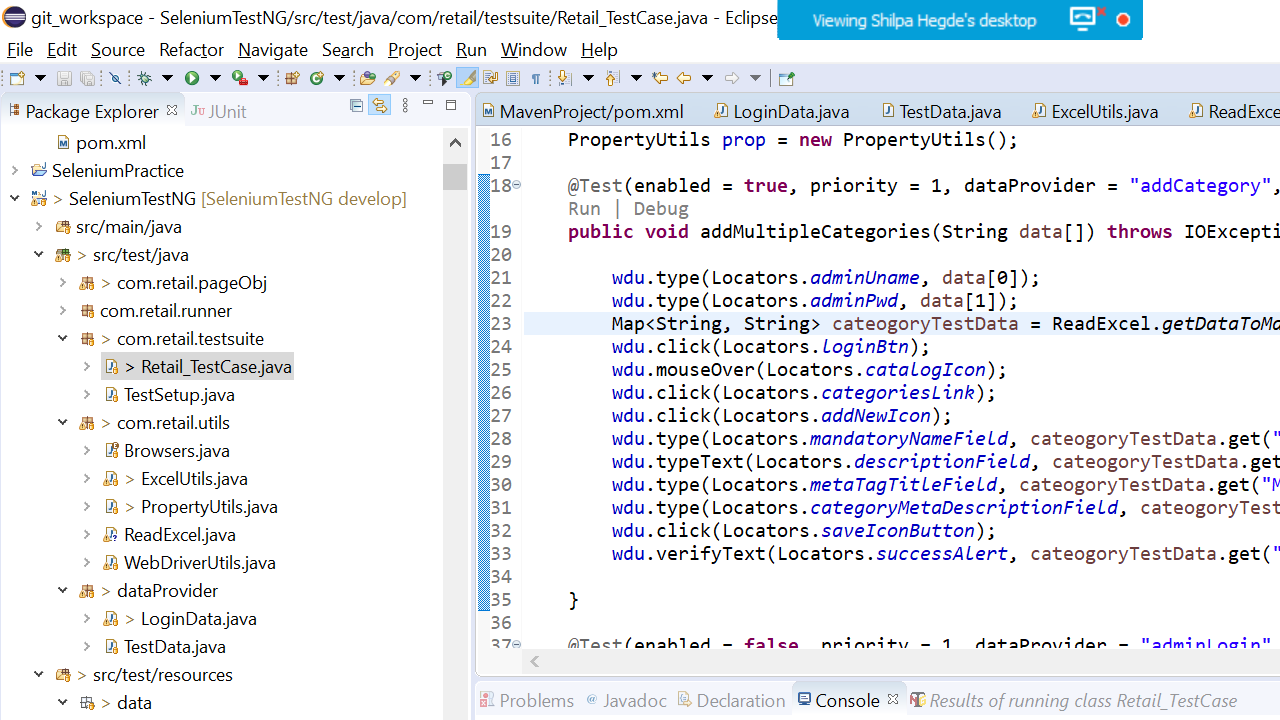 git_workspace - SeleniumTestNG/src/test/java/com/retail/testsuite/Retail_TestCase.java - Eclipse
Viewing Shilpa Hegde's desktop
File Edit Source Refactor Navigate Search Project Run Window Help
Package Explorer
JUnit
pom.xml
SeleniumPractice
> SeleniumTestNG [SeleniumTestNG develop]
src/main/java
> src/test/java
> com.retail.pageObj
com.retail.runner
> com.retail.testsuite
> Retail_TestCase.java
TestSetup.java
> com.retail.utils
Browsers.java
> ExcelUtils.java
> PropertyUtils.java
ReadExcel.java
WebDriverUtils.java
> dataProvider
> LoginData.java
TestData.java
> src/test/resources
> data
MavenProject/pom.xml LoginData.java TestData.java ExcelUtils.java ReadExce
16 PropertyUtils prop = new PropertyUtils();
17
18 @Test(enabled = true, priority = 1, dataProvider = "addCategory",
Run | Debug
19 public void addMultipleCategories(String data[]) throws IOExcepti
20
21 wdu.type(Locators.adminUname, data[0]);
22 wdu.type(Locators.adminPwd, data[1]);
23 Map<String, String> cateogoryTestData = ReadExcel.getDataToMa
24 wdu.click(Locators.loginBtn);
25 wdu.mouseOver(Locators.catalogIcon);
26 wdu.click(Locators.categoriesLink);
27 wdu.click(Locators.addNewIcon);
28 wdu.type(Locators.mandatoryNameField, cateogoryTestData.get("
29 wdu.typeText(Locators.descriptionField, cateogoryTestData.get
30 wdu.type(Locators.metaTagTitleField, cateogoryTestData.get("M
31 wdu.type(Locators.categoryMetaDescriptionField, cateogoryTest
32 wdu.click(Locators.saveIconButton);
33 wdu.verifyText(Locators.successAlert, cateogoryTestData.get("
34
35 }
36
37 @Test(enabled = false, priority = 1, dataProvider = "adminLogin"
Problems Javadoc Declaration Console Results of running class Retail_TestCase